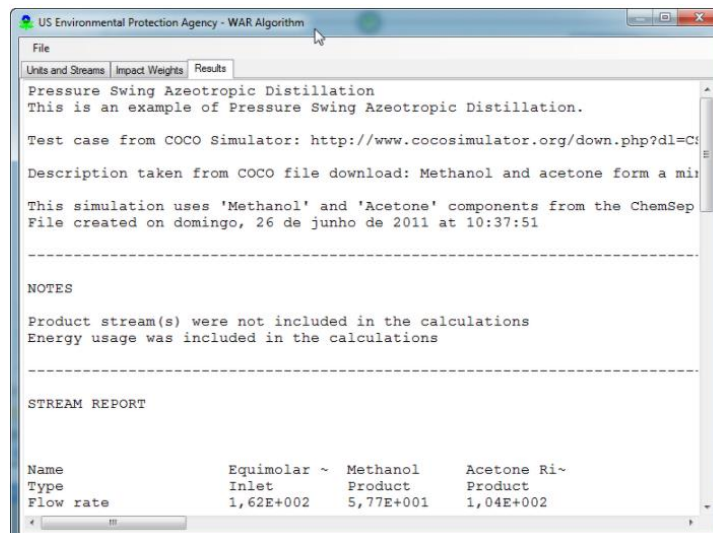 US Environmental Protection Agency - WAR Algorithm
File
Units and Streams Impact Weights Results
Pressure Swing Azeotropic Distillation
This is an example of Pressure Swing Azeotropic Distillation.
Test case from COCO Simulator: http://www.cocosimulator.org/down.php?dl=CS
Description taken from COCO file download: Methanol and acetone form a mi
This simulation uses 'Methanol' and 'Acetone' components from the ChemSep
File created on domingo, 26 de junho de 2011 at 10:37:51
NOTES
Product stream(s) were not included in the calculations
Energy usage was included in the calculations
STREAM REPORT
Name Equimolar ~ Methanol Acetone Ri~
Type Inlet Product Product
Flow rate 1,62E+002 5,77E+001 1,04E+002